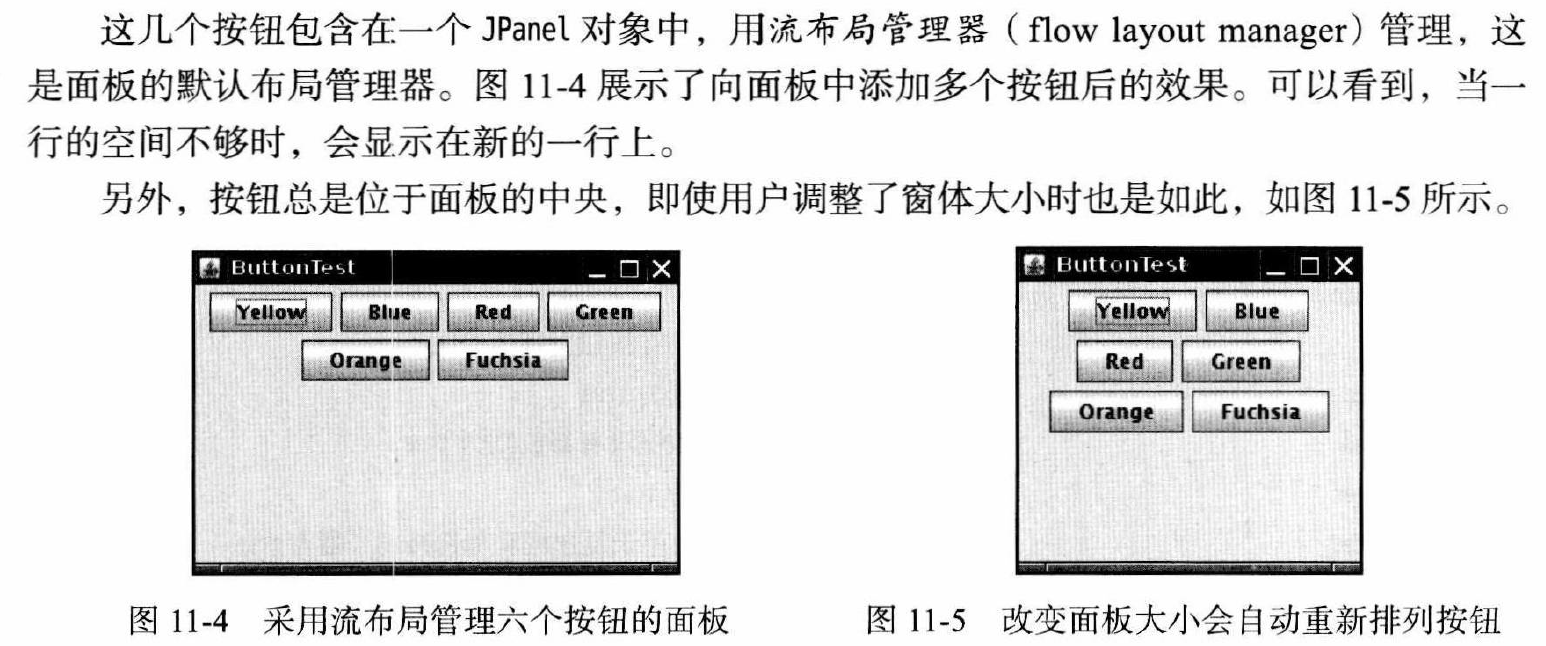 这几个按钮包含在一个 JPanel 对象中，用流布局管理器（flow layout manager）管理，这
是面板的默认布局管理器。图 11-4 展示了向面板中添加多个按钮后的效果。可以看到，当一
行的空间不够时，会显示在新的一行上。
另外，按钮总是位于面板的中央，即使用户调整了窗体大小时也是如此，如图 11-5 所示。
ButtonTest
Yellow Blue Red Green
Orange Fuchsia
图 11-4 采用流布局管理六个按钮的面板
ButtonTest
Yellow Blue
Red Green
Orange Fuchsia
图 11-5 改变面板大小会自动重新排列按钮